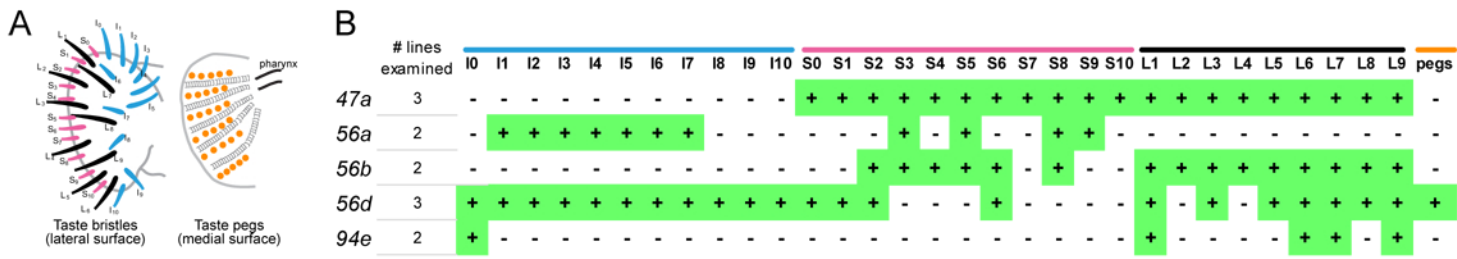 A
I0
I1
I2
I3
L1
S0
S1
S2
L2
S3
S4
L3
S5
S6
S7
S8
S9
S10
L5
L6
L7
L8
L9
I5
I6
I7
I8
I9
I10
Taste bristles
(lateral surface)
pharynx
Taste pegs
(medial surface)
B
# lines
examined I0 I1 I2 I3 I4 I5 I6 I7 I8 I9 I10 S0 S1 S2 S3 S4 S5 S6 S7 S8 S9 S10 L1 L2 L3 L4 L5 L6 L7 L8 L9 pegs
47a 3 - - - - - - - - - - - + + + + + + + + + + + + + + + + + + + + -
56a 2 - + + + + + + + - - - - - - + - + - - + + - - - - - - - - - - -
56b 2 - - - - - - - - - - - - - + + + + + - + - - + + + + + + + + + -
56d 3 + + + + + + + + + + + + + + - - - + - - - - + - + - + + + + + +
94e 2 + - - - - - - - - - - - - - - - - - - - - - + - - - - + + - + -